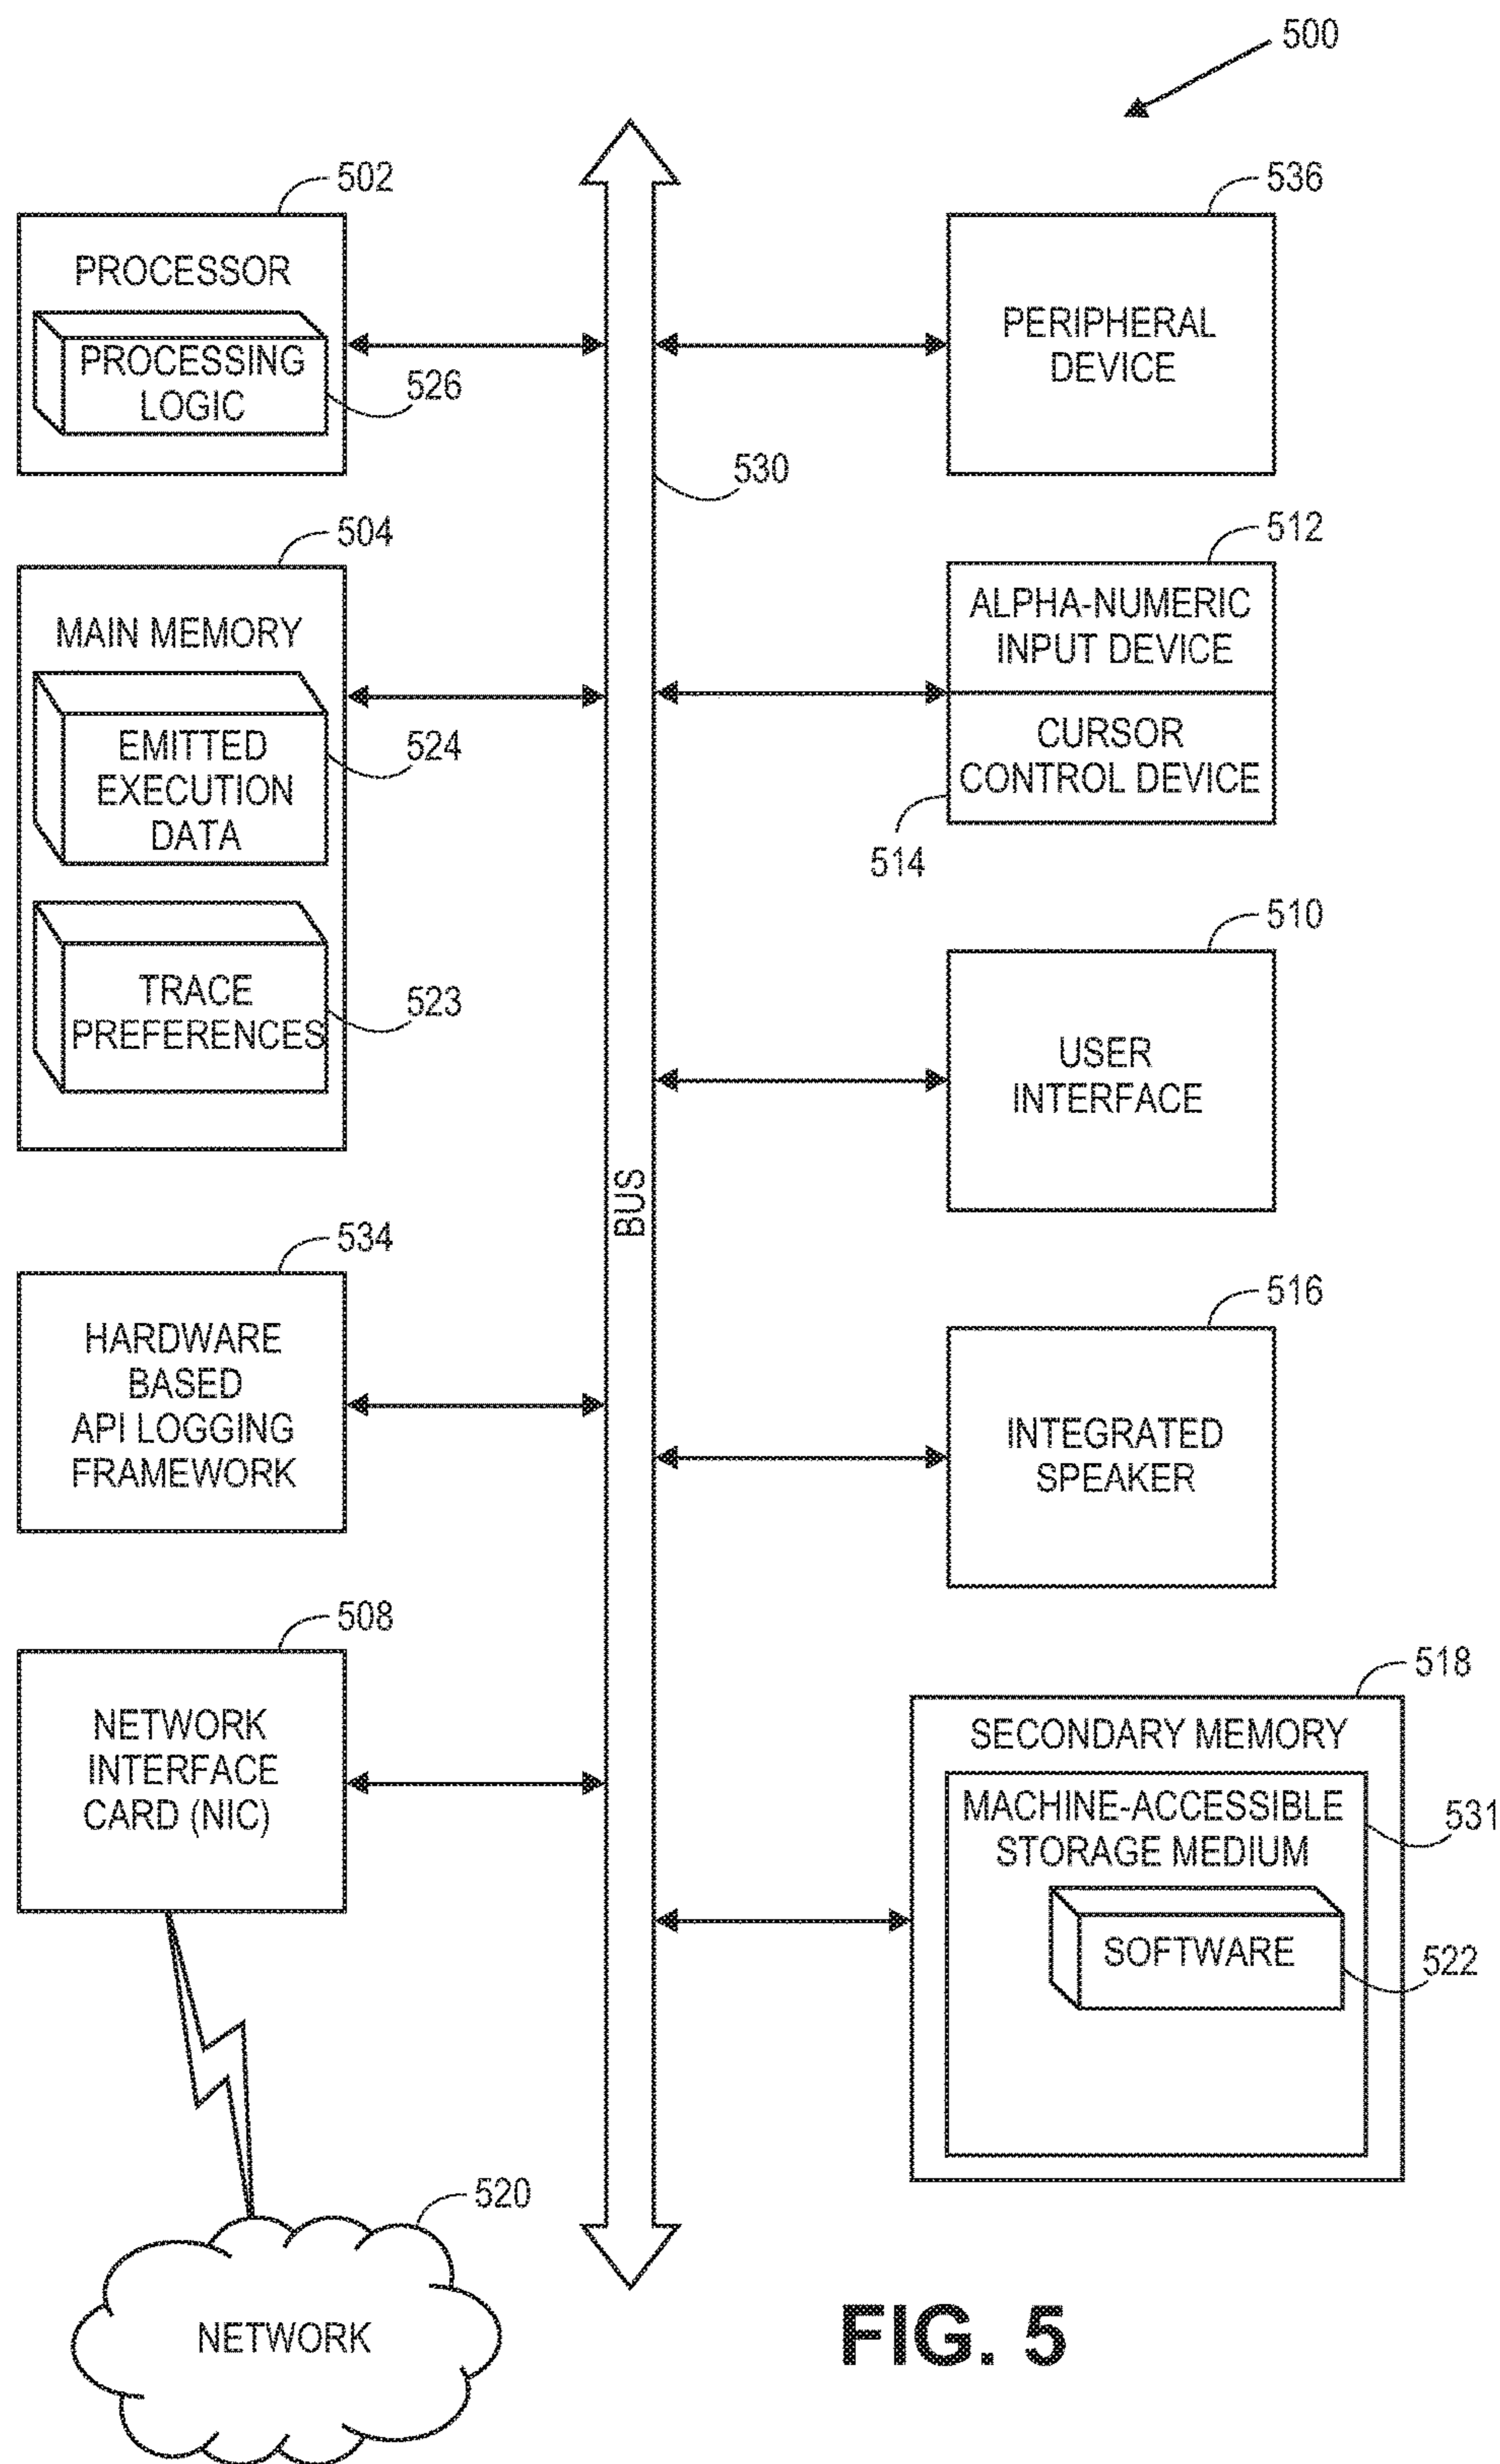 500
502
PROCESSOR
PROCESSING
LOGIC
526
504
MAIN MEMORY
EMITTED
EXECUTION
DATA
524
TRACE
PREFERENCES
523
534
HARDWARE
BASED
API LOGGING
FRAMEWORK
508
NETWORK
INTERFACE
CARD (NIC)
520
NETWORK
530
BUS
536
PERIPHERAL
DEVICE
512
ALPHA-NUMERIC
INPUT DEVICE
CURSOR
CONTROL DEVICE
514
510
USER
INTERFACE
516
INTEGRATED
SPEAKER
518
SECONDARY MEMORY
MACHINE-ACCESSIBLE
STORAGE MEDIUM
531
SOFTWARE
522
FIG. 5